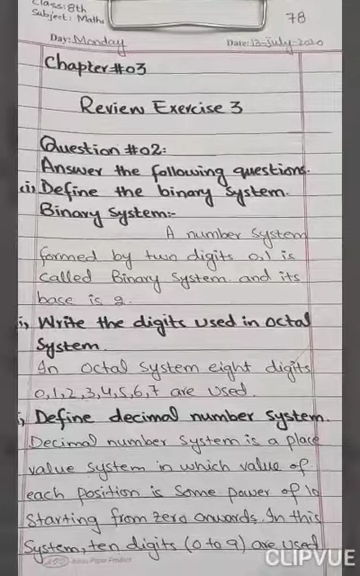 Class: 8th
Subject: Maths
78
Day: Monday
Date: 13-July-2020
Chapter #03
Review Exercise 3
Question #02:
Answer the following questions.
(i) Define the binary system.
Binary System:-
A number system
formed by two digits 0,1 is
called Binary System and its
base is 2.
i, Write the digits used in octal
System.
In octal system eight digits
0,1,2,3,4,5,6,7 are used.
i, Define decimal number system.
Decimal number System is a place
value system in which value of
each position is Some power of 10
Starting from zero onwards. In this
System, ten digits (0 to 9) are used
Paper Product
CLIPVUE